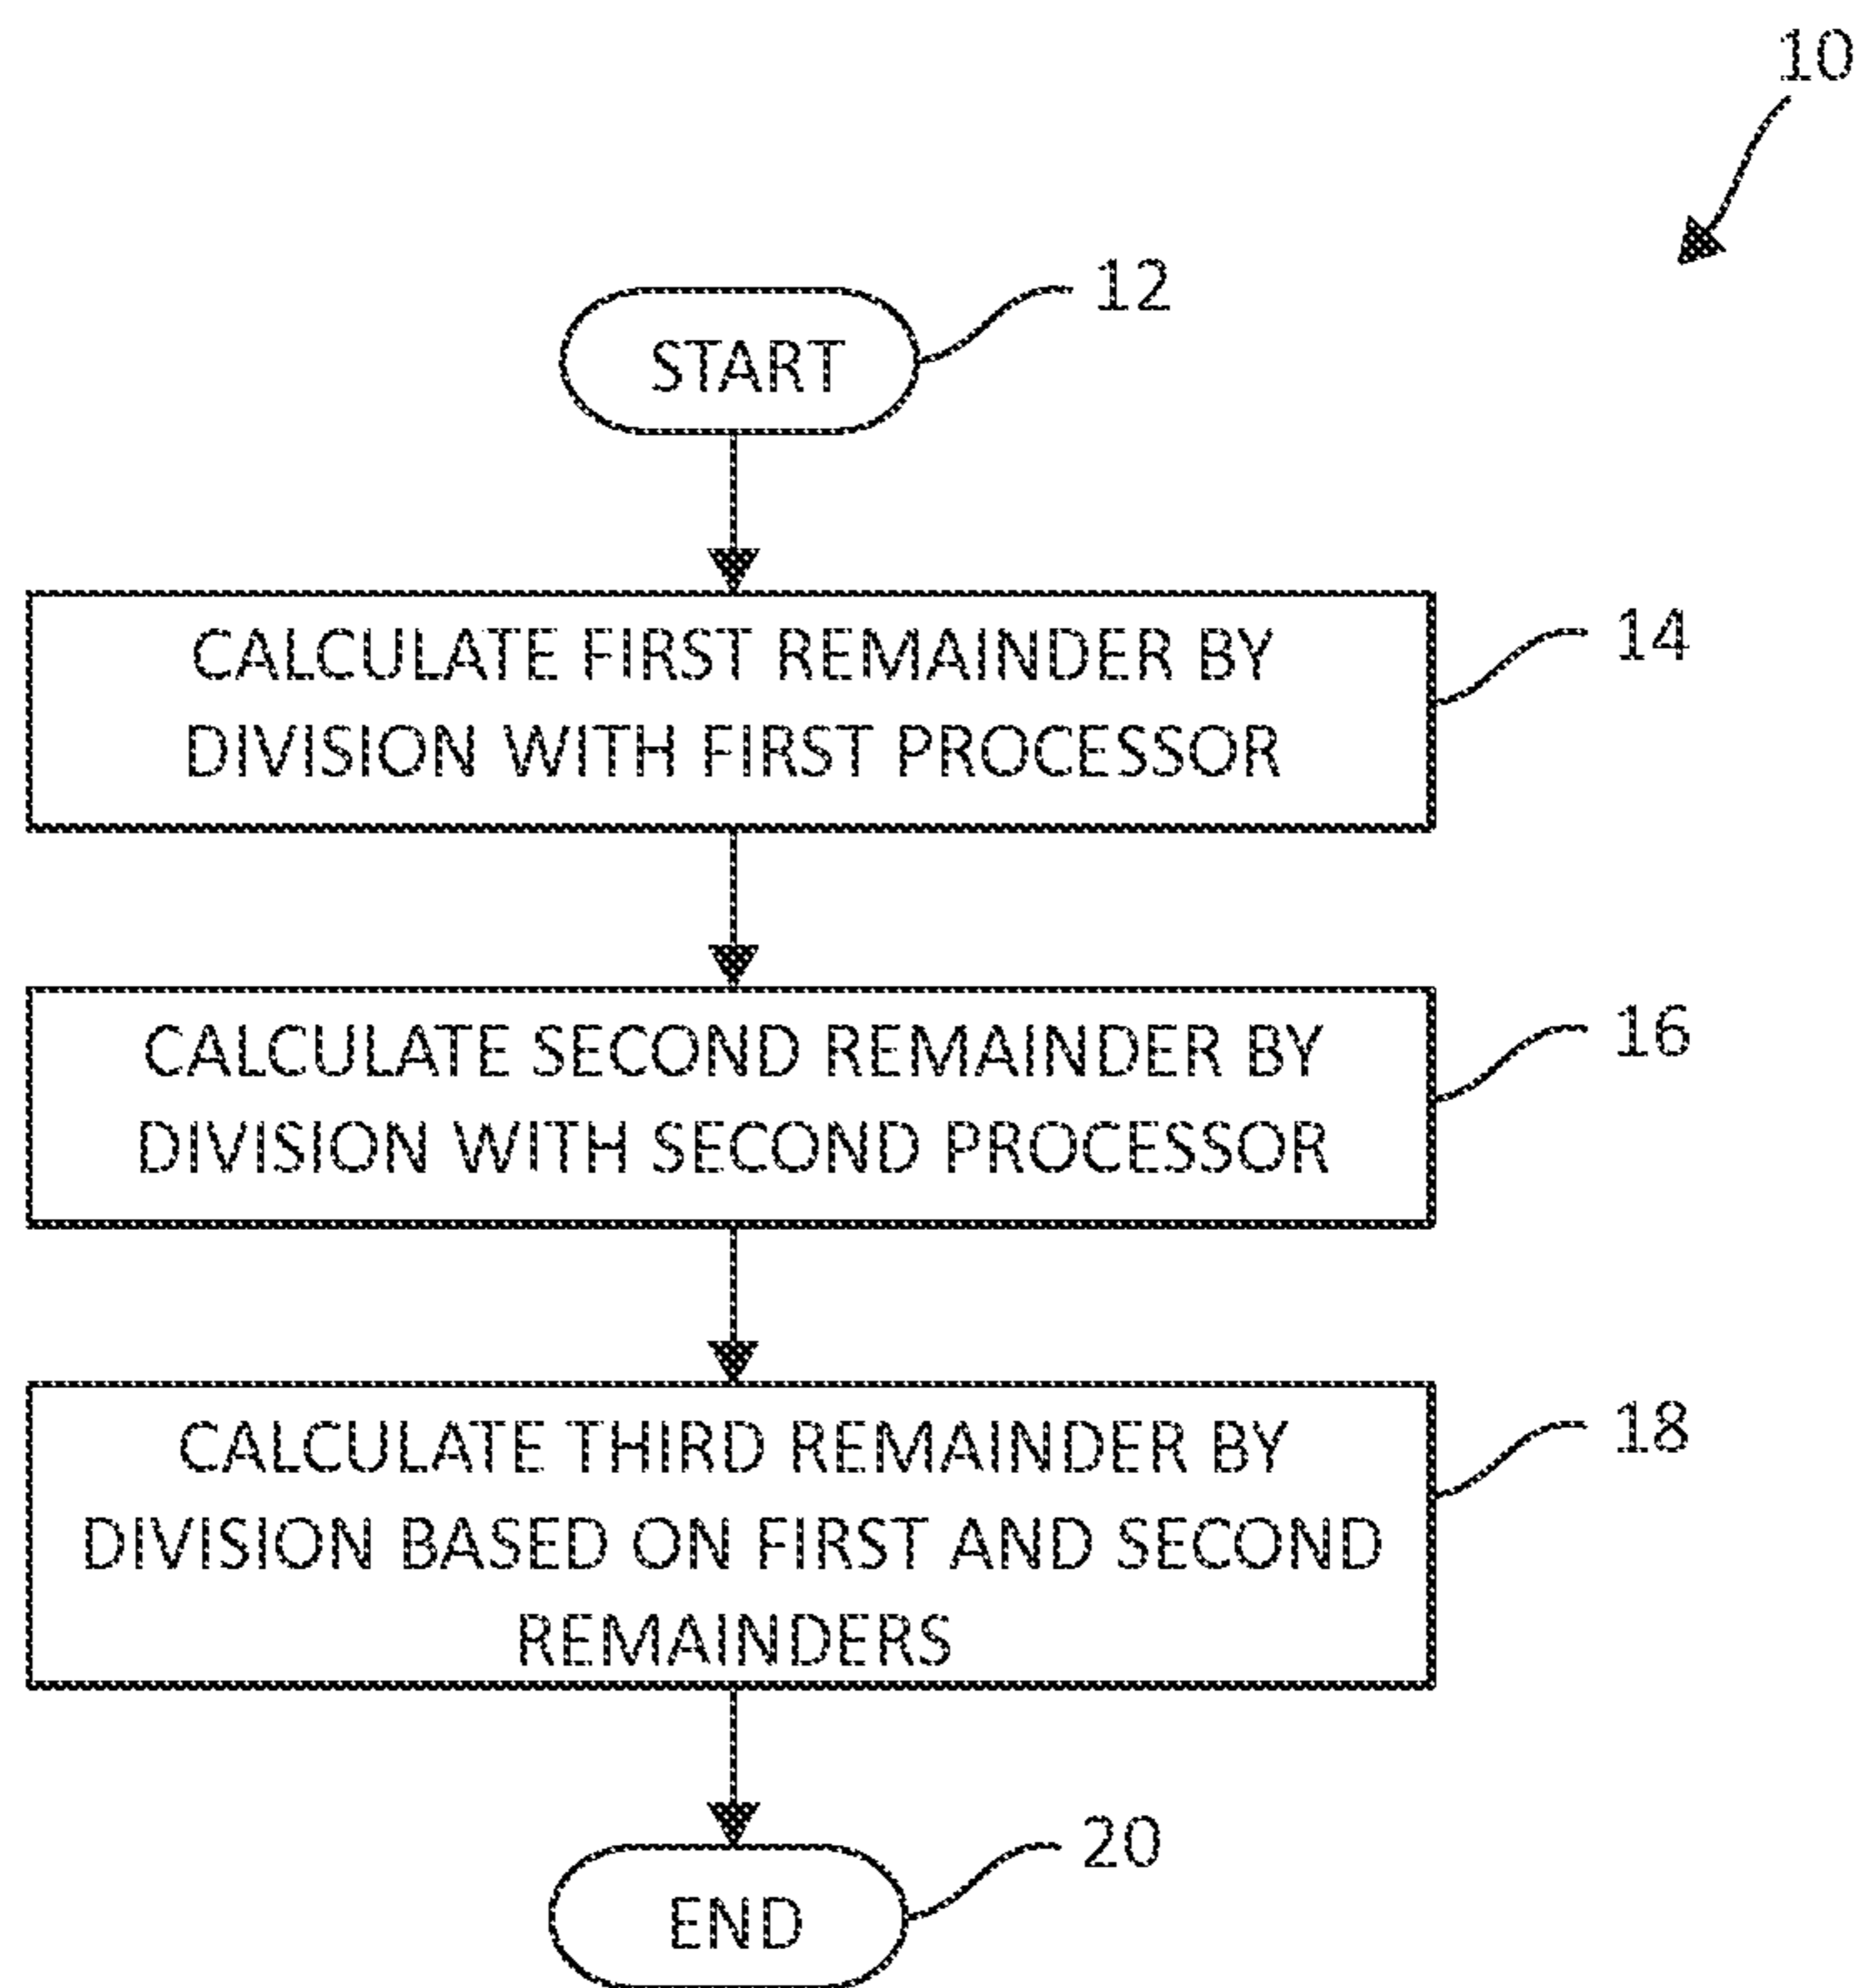 10
12
START
CALCULATE FIRST REMAINDER BY
14
DIVISION WITH FIRST PROCESSOR
CALCULATE SECOND REMAINDER BY
16
DIVISION WITH SECOND PROCESSOR
CALCULATE THIRD REMAINDER BY
18
DIVISION BASED ON FIRST AND SECOND
REMAINDERS
20
END